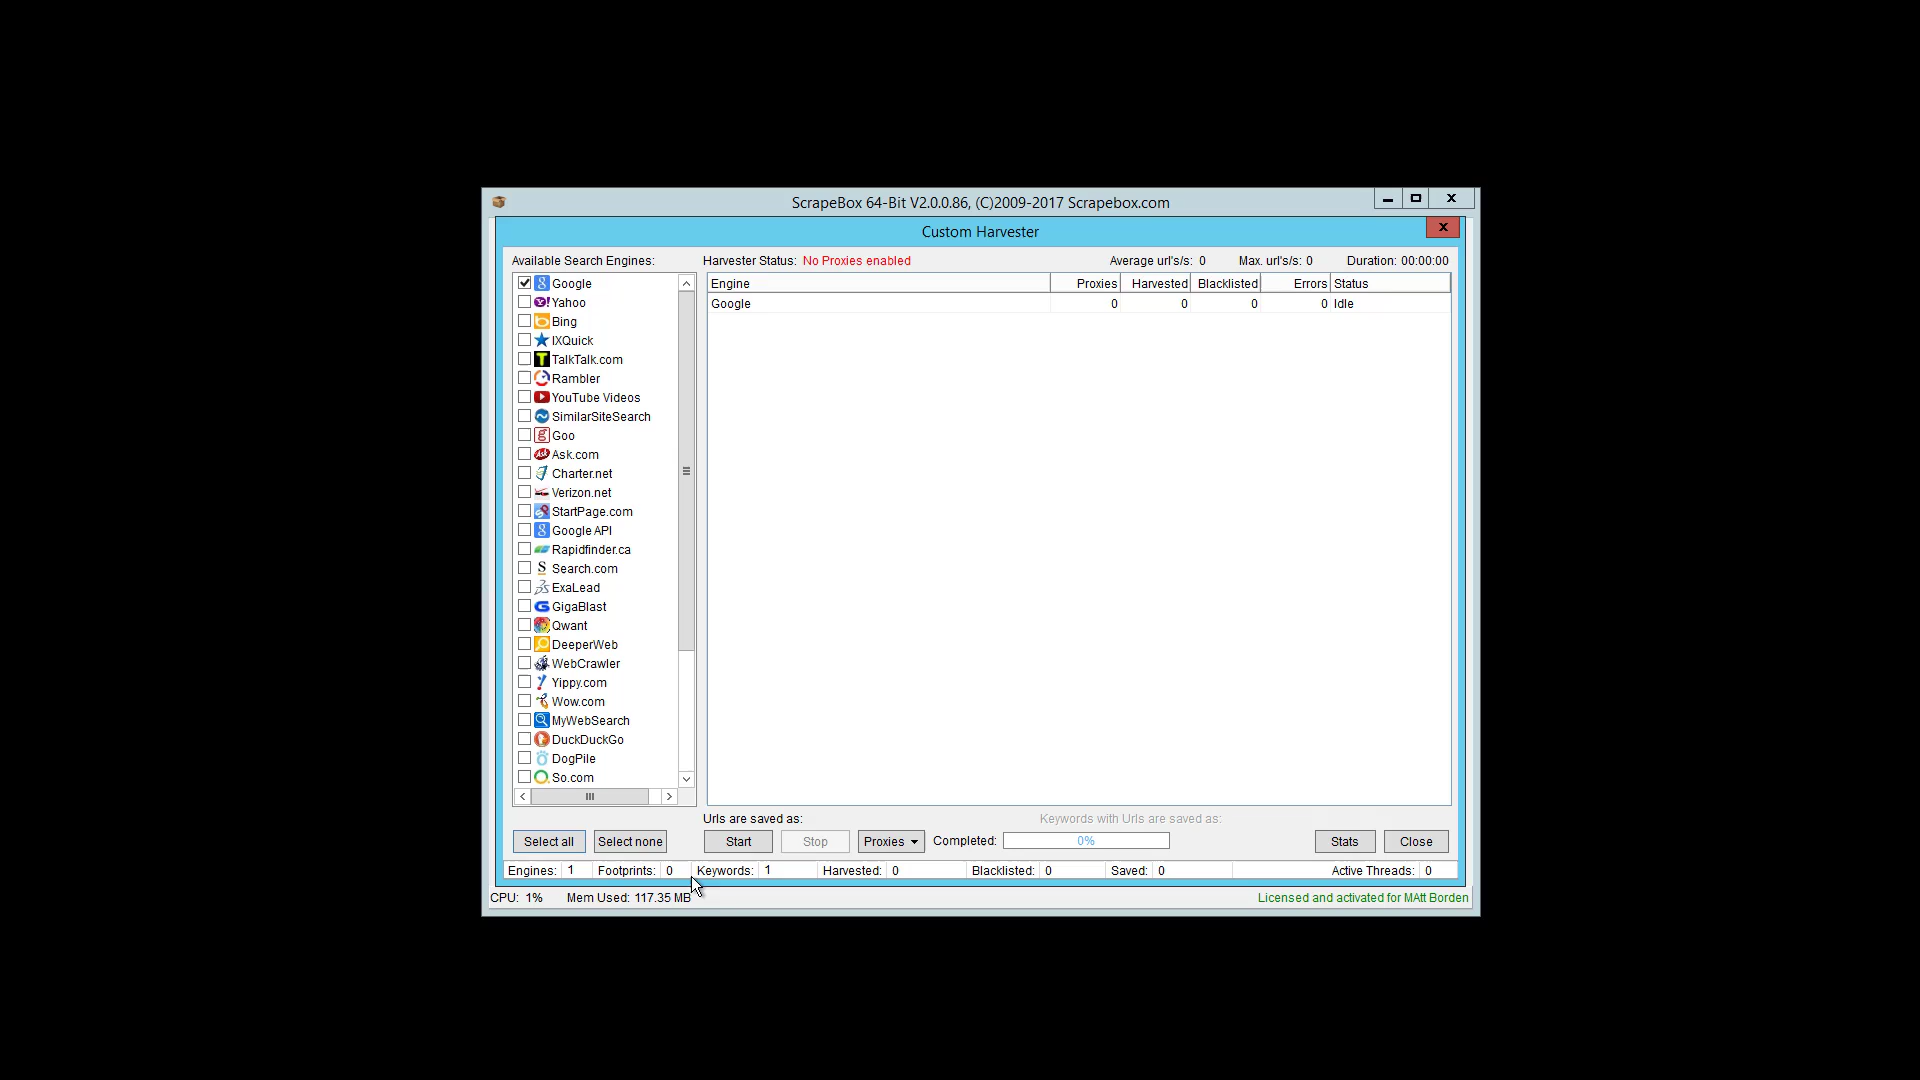 ScrapeBox 64-Bit V2.0.0.86, (C)2009-2017 Scrapebox.com
Custom Harvester
Available Search Engines:
Harvester Status: No Proxies enabled
Average url's/s: 0
Max. url's/s: 0
Duration: 00:00:00
Google
Yahoo
Bing
IXQuick
TalkTalk.com
Rambler
YouTube Videos
SimilarSiteSearch
Goo
Ask.com
Charter.net
Verizon.net
StartPage.com
Google API
Rapidfinder.ca
Search.com
ExaLead
GigaBlast
Qwant
DeeperWeb
WebCrawler
Yippy.com
Wow.com
MyWebSearch
DuckDuckGo
DogPile
So.com
Engine Proxies Harvested Blacklisted Errors Status
Google 0 0 0 0 Idle
Urls are saved as:
Keywords with Urls are saved as:
Select all
Select none
Start
Stop
Proxies
Completed: 0%
Stats
Close
Engines: 1 Footprints: 0 Keywords: 1 Harvested: 0 Blacklisted: 0 Saved: 0 Active Threads: 0
CPU: 1% Mem Used: 117.35 MB
Licensed and activated for MAtt Borden